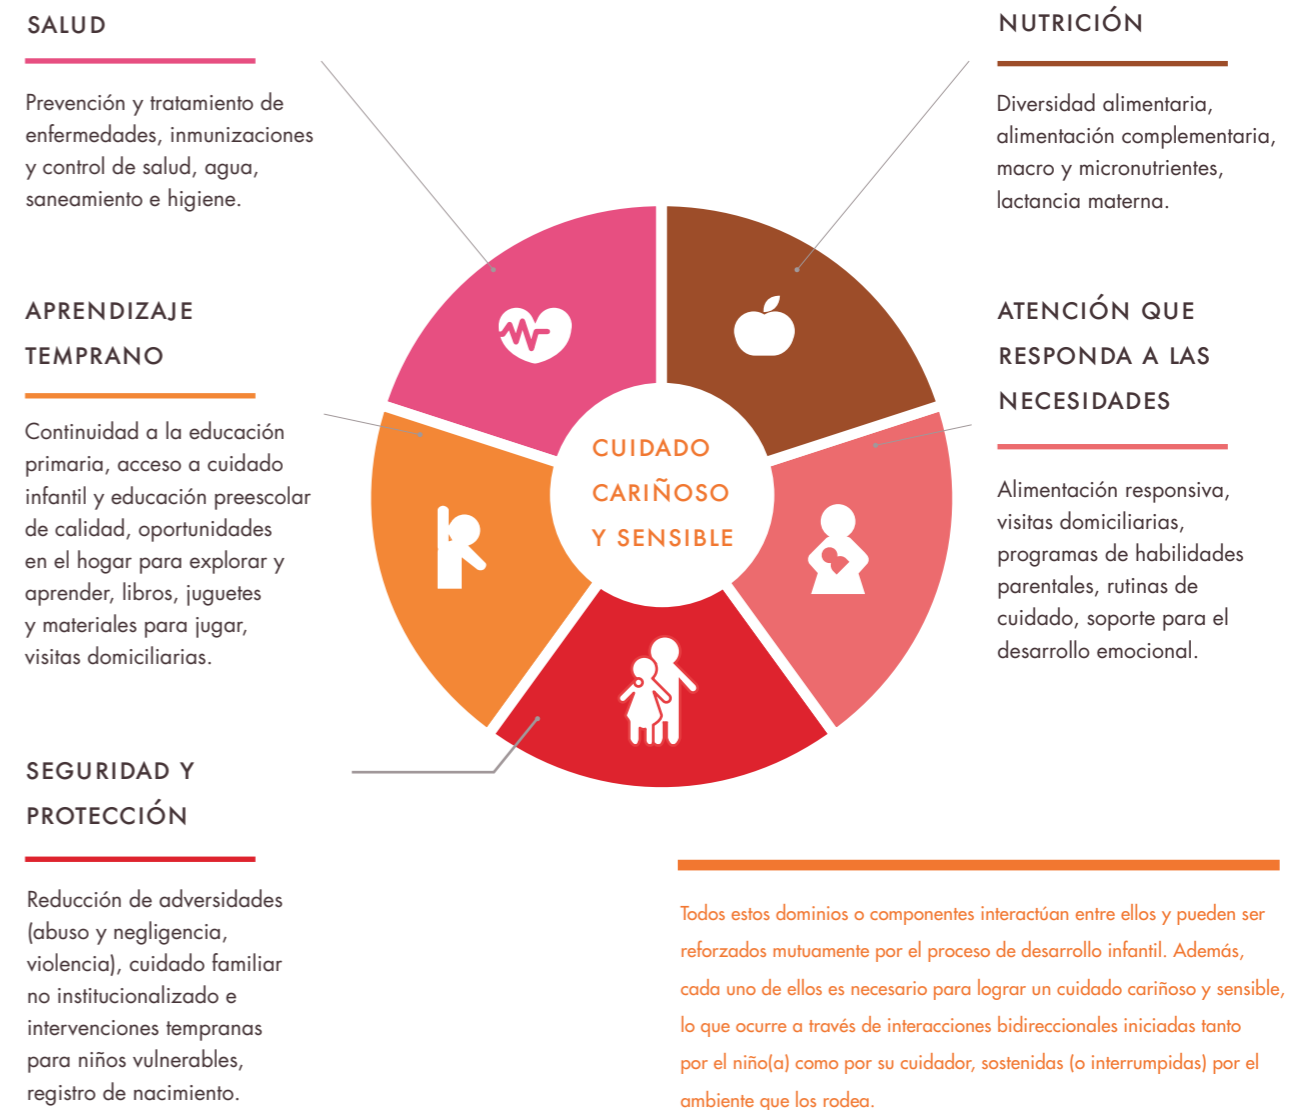 SALUD
Prevención y tratamiento de
enfermedades, inmunizaciones
y control de salud, agua,
saneamiento e higiene.
NUTRICIÓN
Diversidad alimentaria,
alimentación complementaria,
macro y micronutrientes,
lactancia materna.
APRENDIZAJE
TEMPRANO
Continuidad a la educación
primaria, acceso a cuidado
infantil y educación preescolar
de calidad, oportunidades
en el hogar para explorar y
aprender, libros, juguetes
y materiales para jugar,
visitas domiciliarias.
CUIDADO
CARIÑOSO
Y SENSIBLE
ATENCIÓN QUE
RESPONDA A LAS
NECESIDADES
Alimentación responsiva,
visitas domiciliarias,
programas de habilidades
parentales, rutinas de
cuidado, soporte para el
desarrollo emocional.
SEGURIDAD Y
PROTECCIÓN
Reducción de adversidades
(abuso y negligencia,
violencia), cuidado familiar
no institucionalizado e
intervenciones tempranas
para niños vulnerables,
registro de nacimiento.
Todos estos dominios o componentes interactúan entre ellos y pueden ser
reforzados mutuamente por el proceso de desarrollo infantil. Además,
cada uno de ellos es necesario para lograr un cuidado cariñoso y sensible,
lo que ocurre a través de interacciones bidireccionales iniciadas tanto
por el niño(a) como por su cuidador, sostenidas (o interrumpidas) por el
ambiente que los rodea.